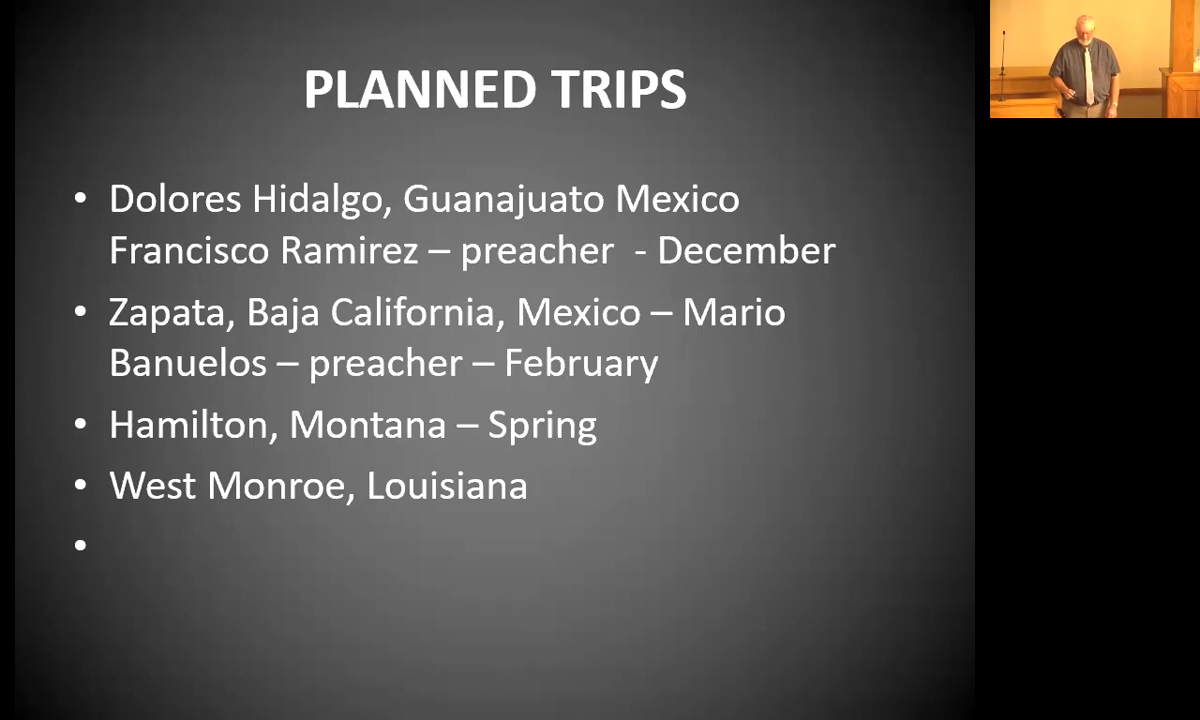 PLANNED TRIPS
• Dolores Hidalgo, Guanajuato Mexico
Francisco Ramirez – preacher  - December
• Zapata, Baja California, Mexico – Mario
Banuelos – preacher – February
• Hamilton, Montana – Spring
• West Monroe, Louisiana
•